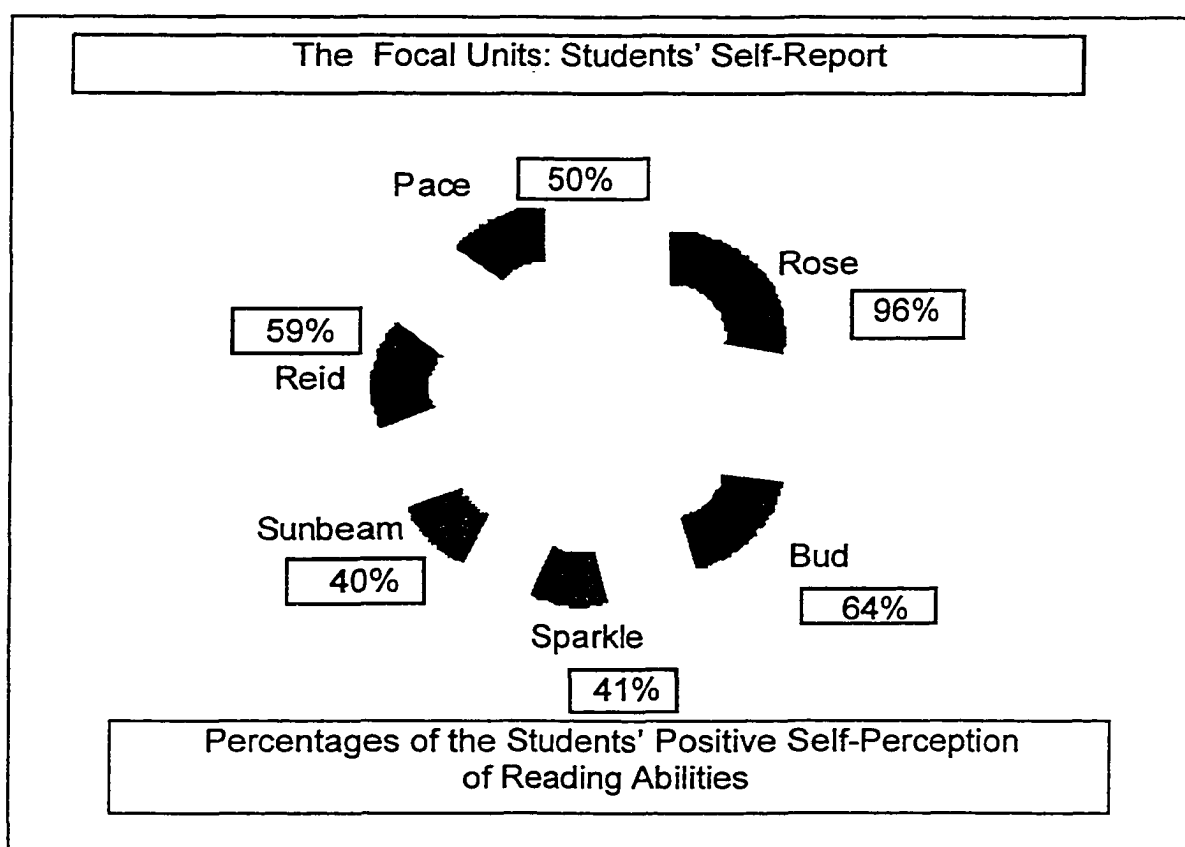 The Focal Units: Students' Self-Report
Pace
50%
Rose
96%
59%
Reid
Sunbeam
40%
Bud
64%
Sparkle
41%
Percentages of the Students' Positive Self-Perception
of Reading Abilities